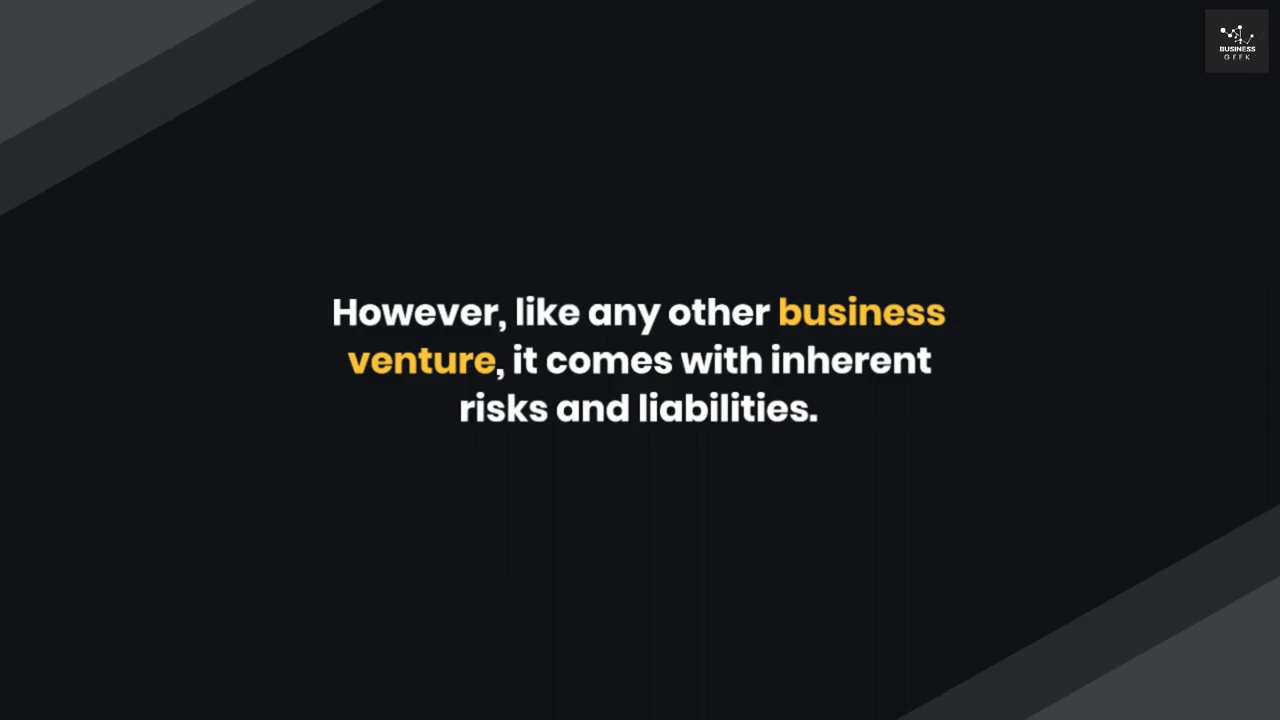 BUSINESS
GEEK
However, like any other business
venture, it comes with inherent
risks and liabilities.